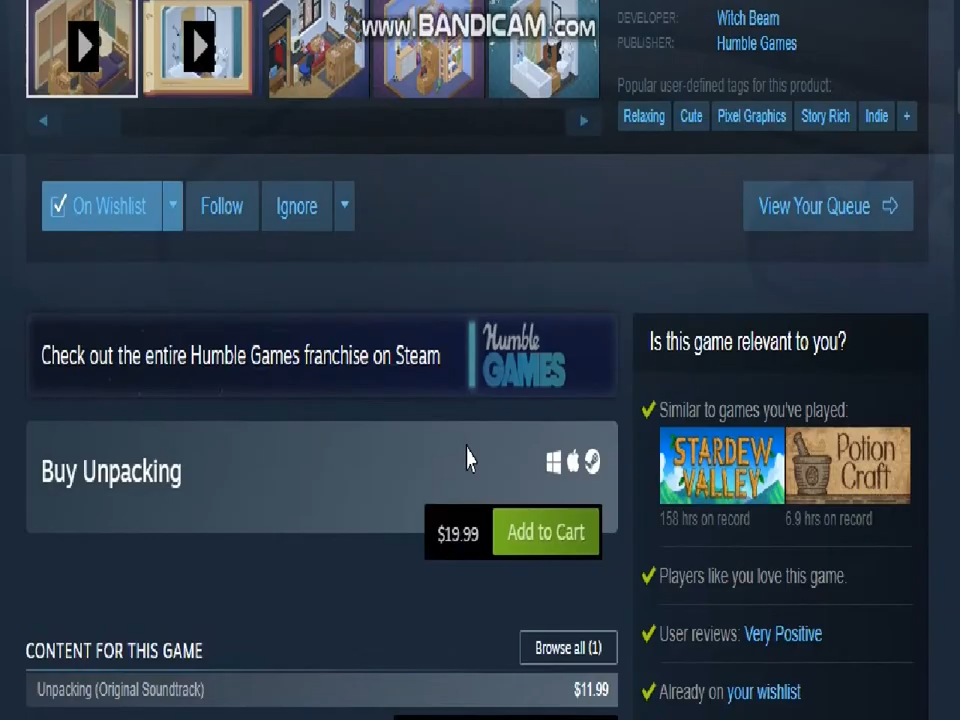 www.BANDICAM.com
DEVELOPER: Witch Beam
PUBLISHER: Humble Games
Popular user-defined tags for this product:
Relaxing Cute Pixel Graphics Story Rich Indie +
On Wishlist Follow Ignore View Your Queue
Check out the entire Humble Games franchise on Steam
Humble
GAMES
Is this game relevant to you?
Similar to games you've played:
STARDEW
VALLEY
Potion
Craft
158 hrs on record 6.9 hrs on record
Buy Unpacking
$19.99 Add to Cart
Players like you love this game.
User reviews: Very Positive
Already on your wishlist
CONTENT FOR THIS GAME Browse all (1)
Unpacking (Original Soundtrack) $11.99